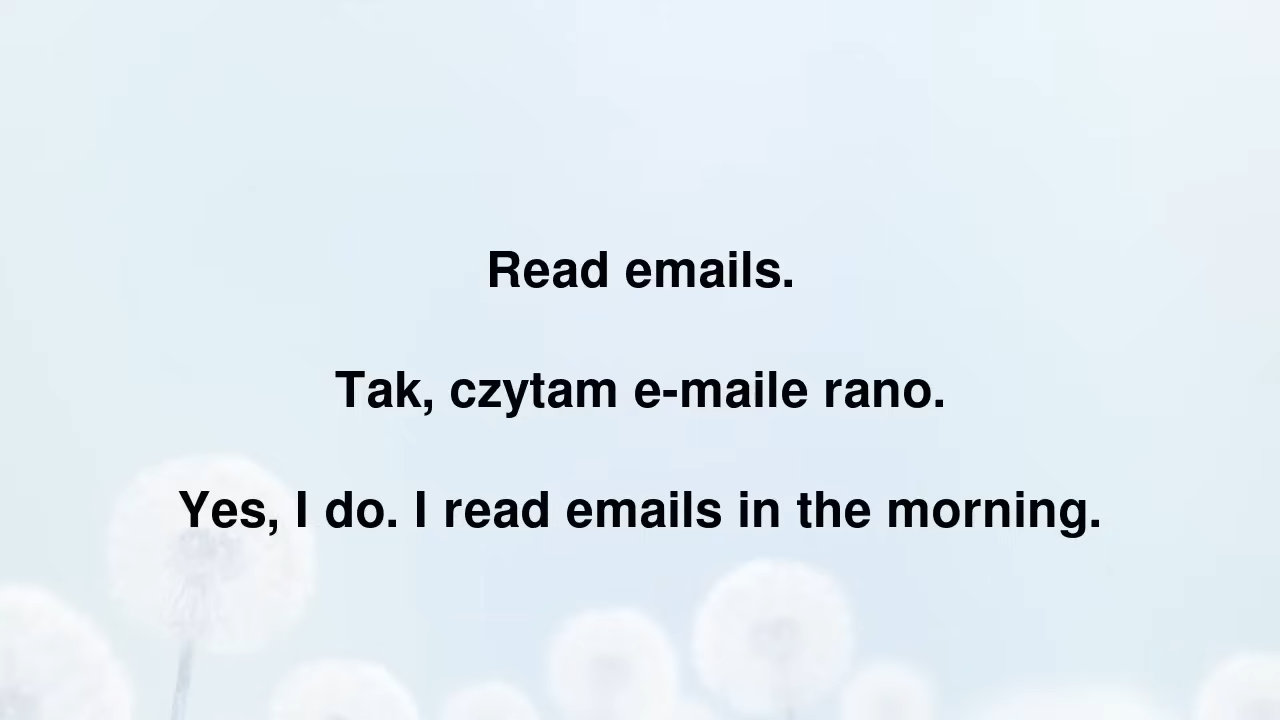 Read emails.
Tak, czytam e-maile rano.
Yes, I do. I read emails in the morning.